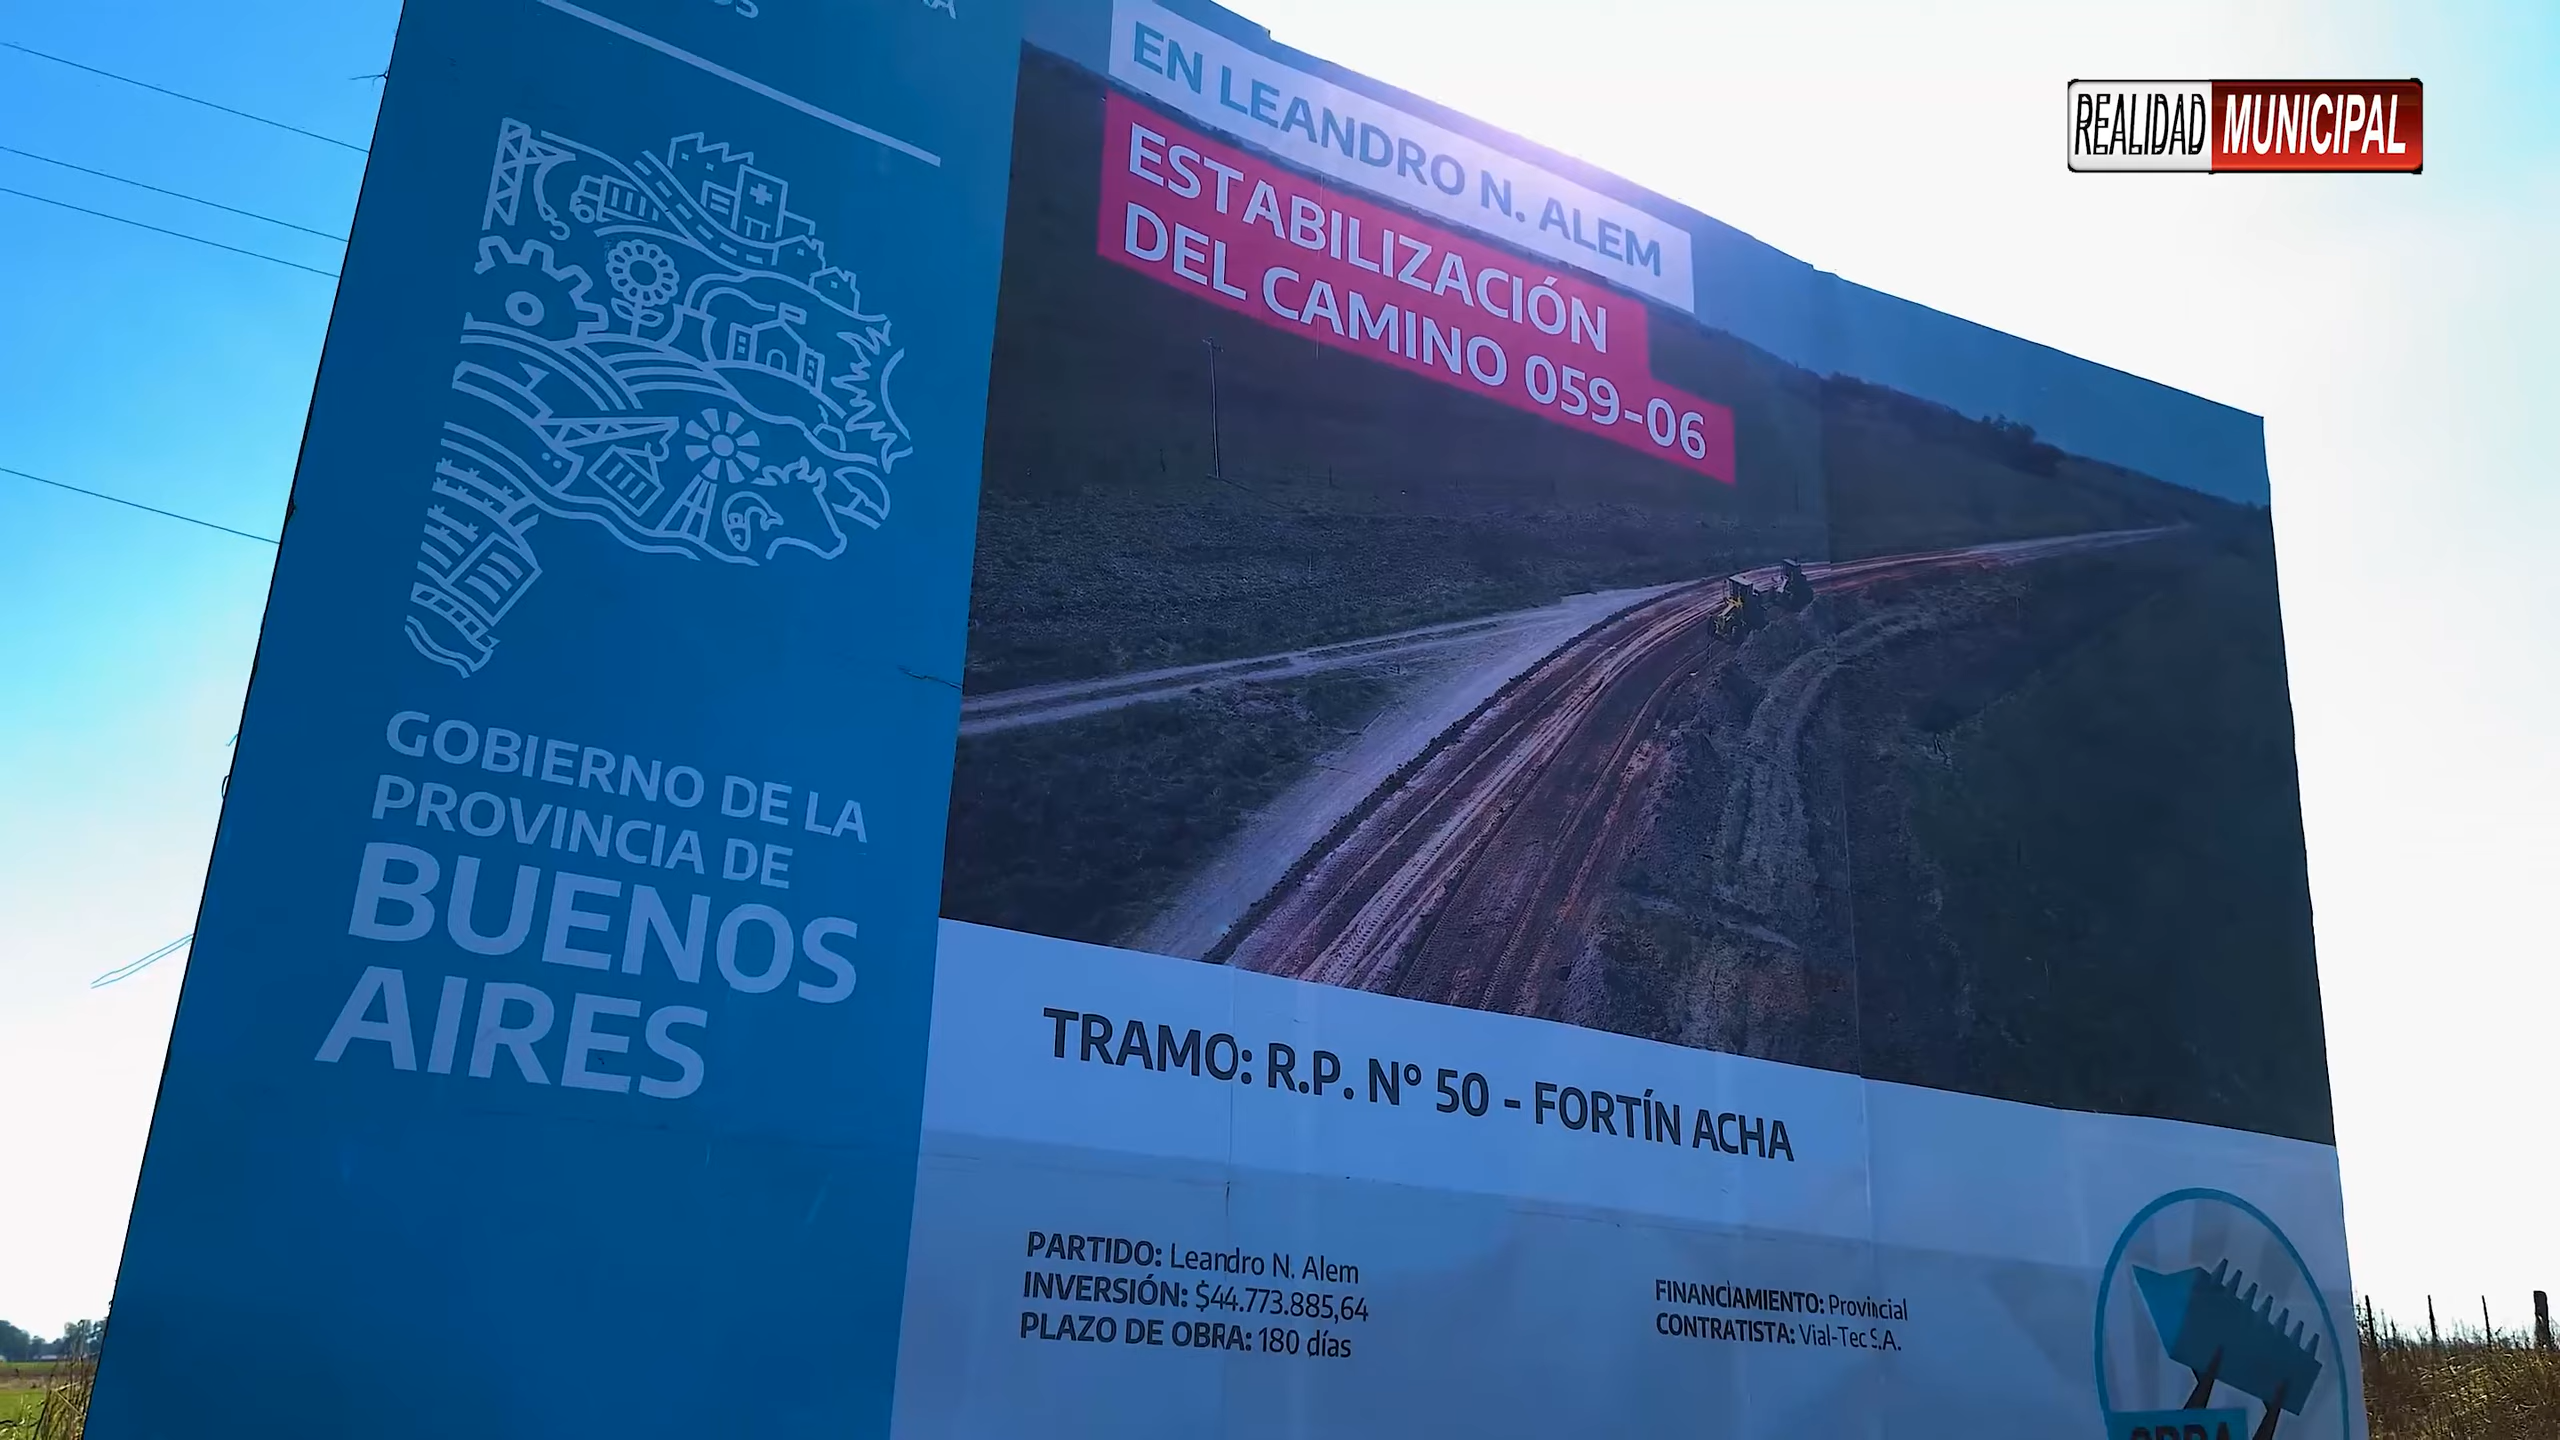 REALIDAD MUNICIPAL
EN LEANDRO N. ALEM
ESTABILIZACIÓN
DEL CAMINO 059-06
GOBIERNO DE LA
PROVINCIA DE
BUENOS
AIRES
TRAMO: R.P. Nº 50 - FORTÍN ACHA
PARTIDO: Leandro N. Alem
INVERSIÓN: $44.773.885,64
PLAZO DE OBRA: 180 días
FINANCIAMIENTO: Provincial
CONTRATISTA: Vial-Tec S.A.
OBRA